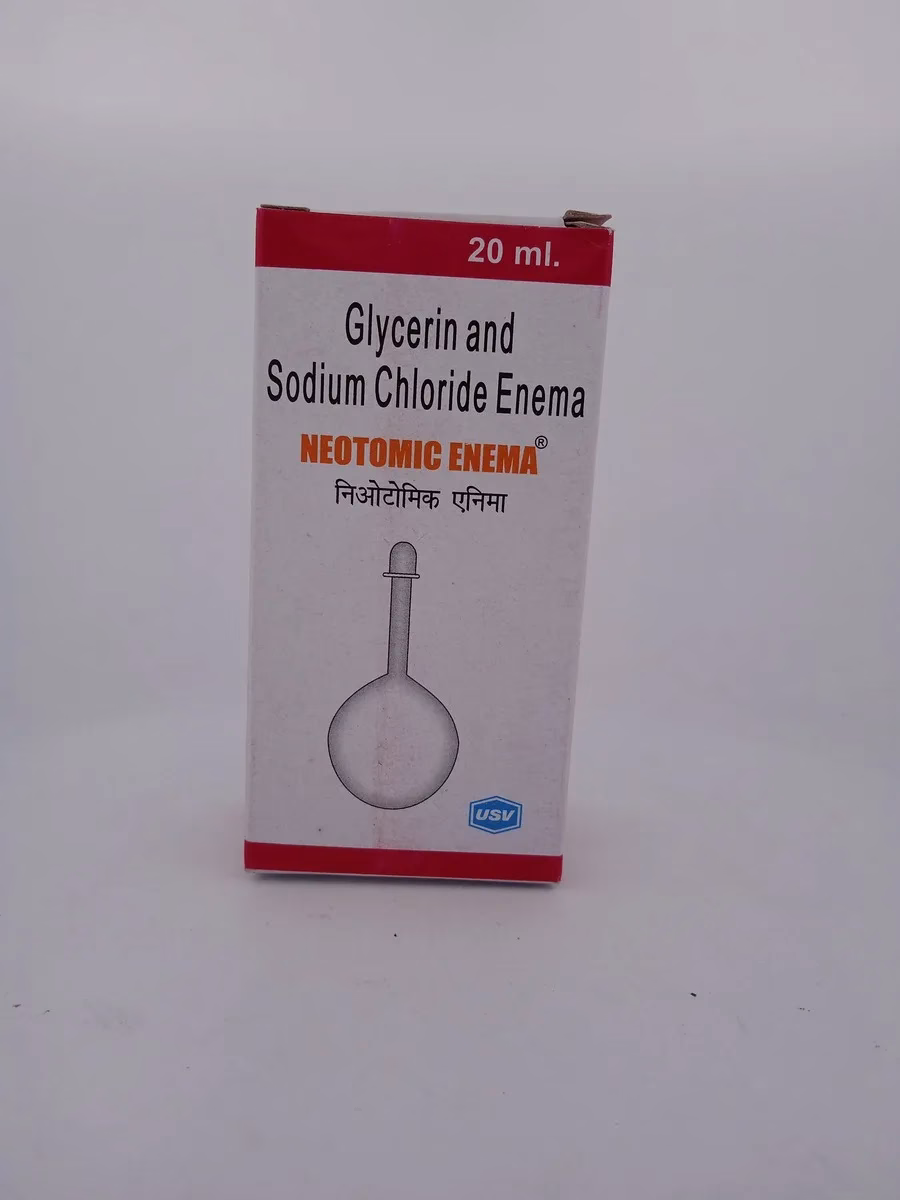 20 ml.
Glycerin and
Sodium Chloride Enema
NEOTOMIC ENEMA®
निओटोमिक एनिमा
USV